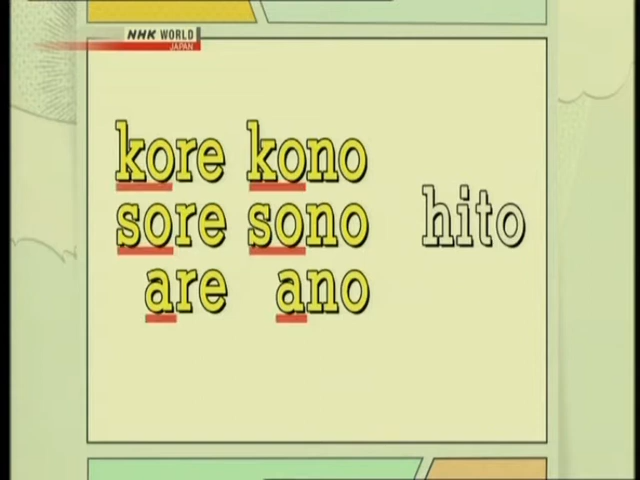 NHK WORLD
JAPAN
kore kono
sore sono hito
are ano